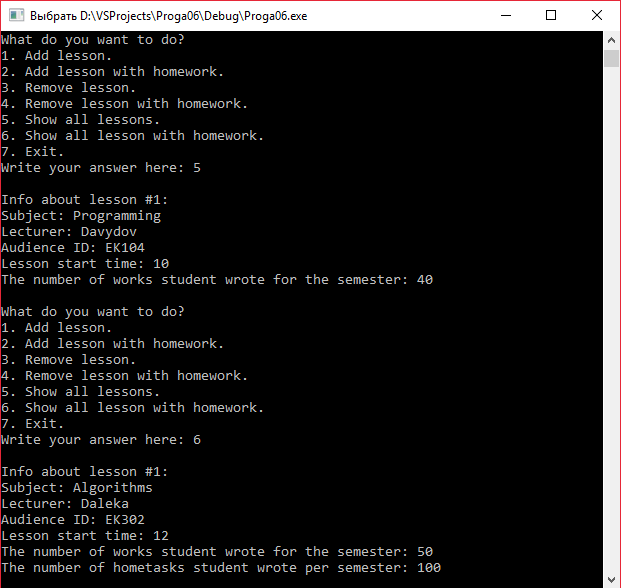 Выбрать D:\VSProjects\Proga06\Debug\Proga06.exe
What do you want to do?
1. Add lesson.
2. Add lesson with homework.
3. Remove lesson.
4. Remove lesson with homework.
5. Show all lessons.
6. Show all lesson with homework.
7. Exit.
Write your answer here: 5
Info about lesson #1:
Subject: Programming
Lecturer: Davydov
Audience ID: EK104
Lesson start time: 10
The number of works student wrote for the semester: 40
What do you want to do?
1. Add lesson.
2. Add lesson with homework.
3. Remove lesson.
4. Remove lesson with homework.
5. Show all lessons.
6. Show all lesson with homework.
7. Exit.
Write your answer here: 6
Info about lesson #1:
Subject: Algorithms
Lecturer: Daleka
Audience ID: EK302
Lesson start time: 12
The number of works student wrote for the semester: 50
The number of hometasks student wrote per semester: 100